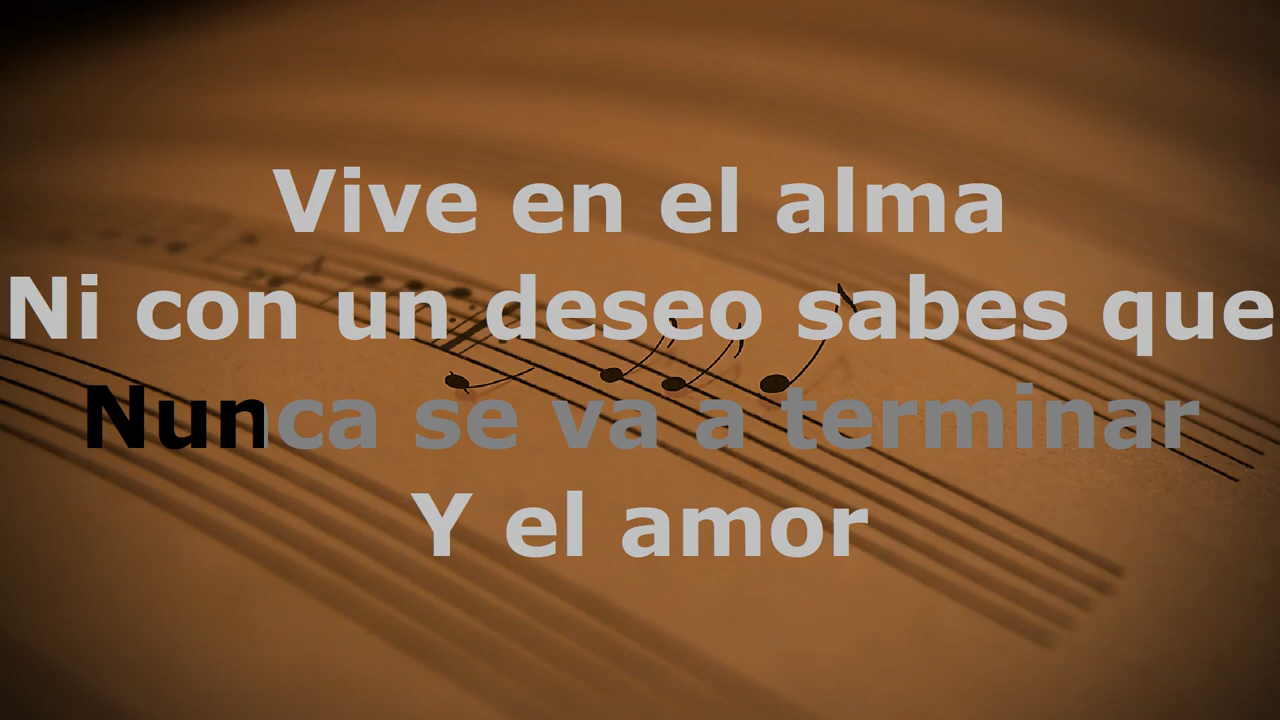 Vive en el alma
Ni con un deseo sabes que
Nunca se va a terminar
Y el amor